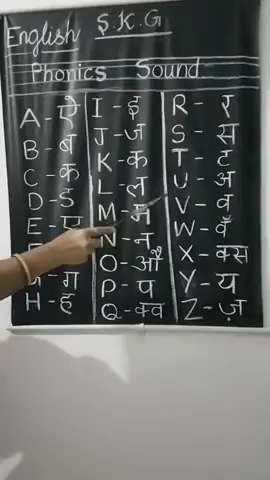 English S.K.G
Phonics Sound
A - ऐ
B - ब
C - क
D - ड
E - ए
G - ग
H - ह
I - इ
J - ज
K - क
L - ल
M - म
N - न
O - ऑ
P - प
Q - क्व
R - र
S - स
T - ट
U - अ
V - व
W - वॅ
X - क्स
Y - य
Z - ज़